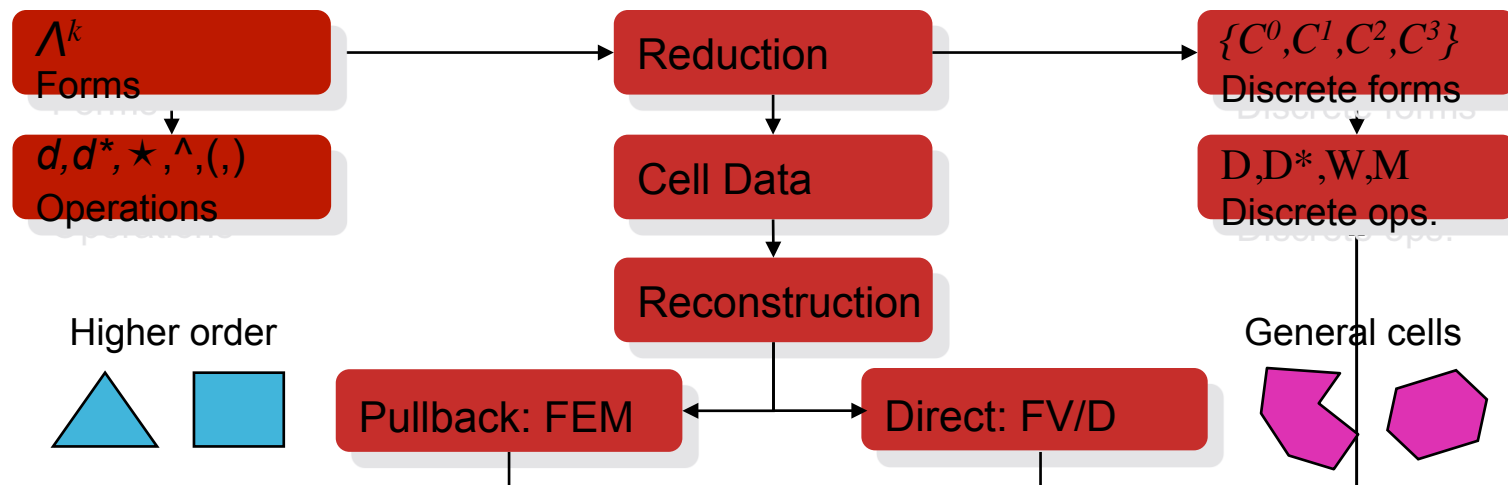 Λ^k
Forms
Reduction
{C^0,C^1,C^2,C^3}
Discrete forms
d,d*,★,^,(,)
Operations
Cell Data
D,D*,W,M
Discrete ops.
Reconstruction
Higher order
General cells
Pullback: FEM
Direct: FV/D